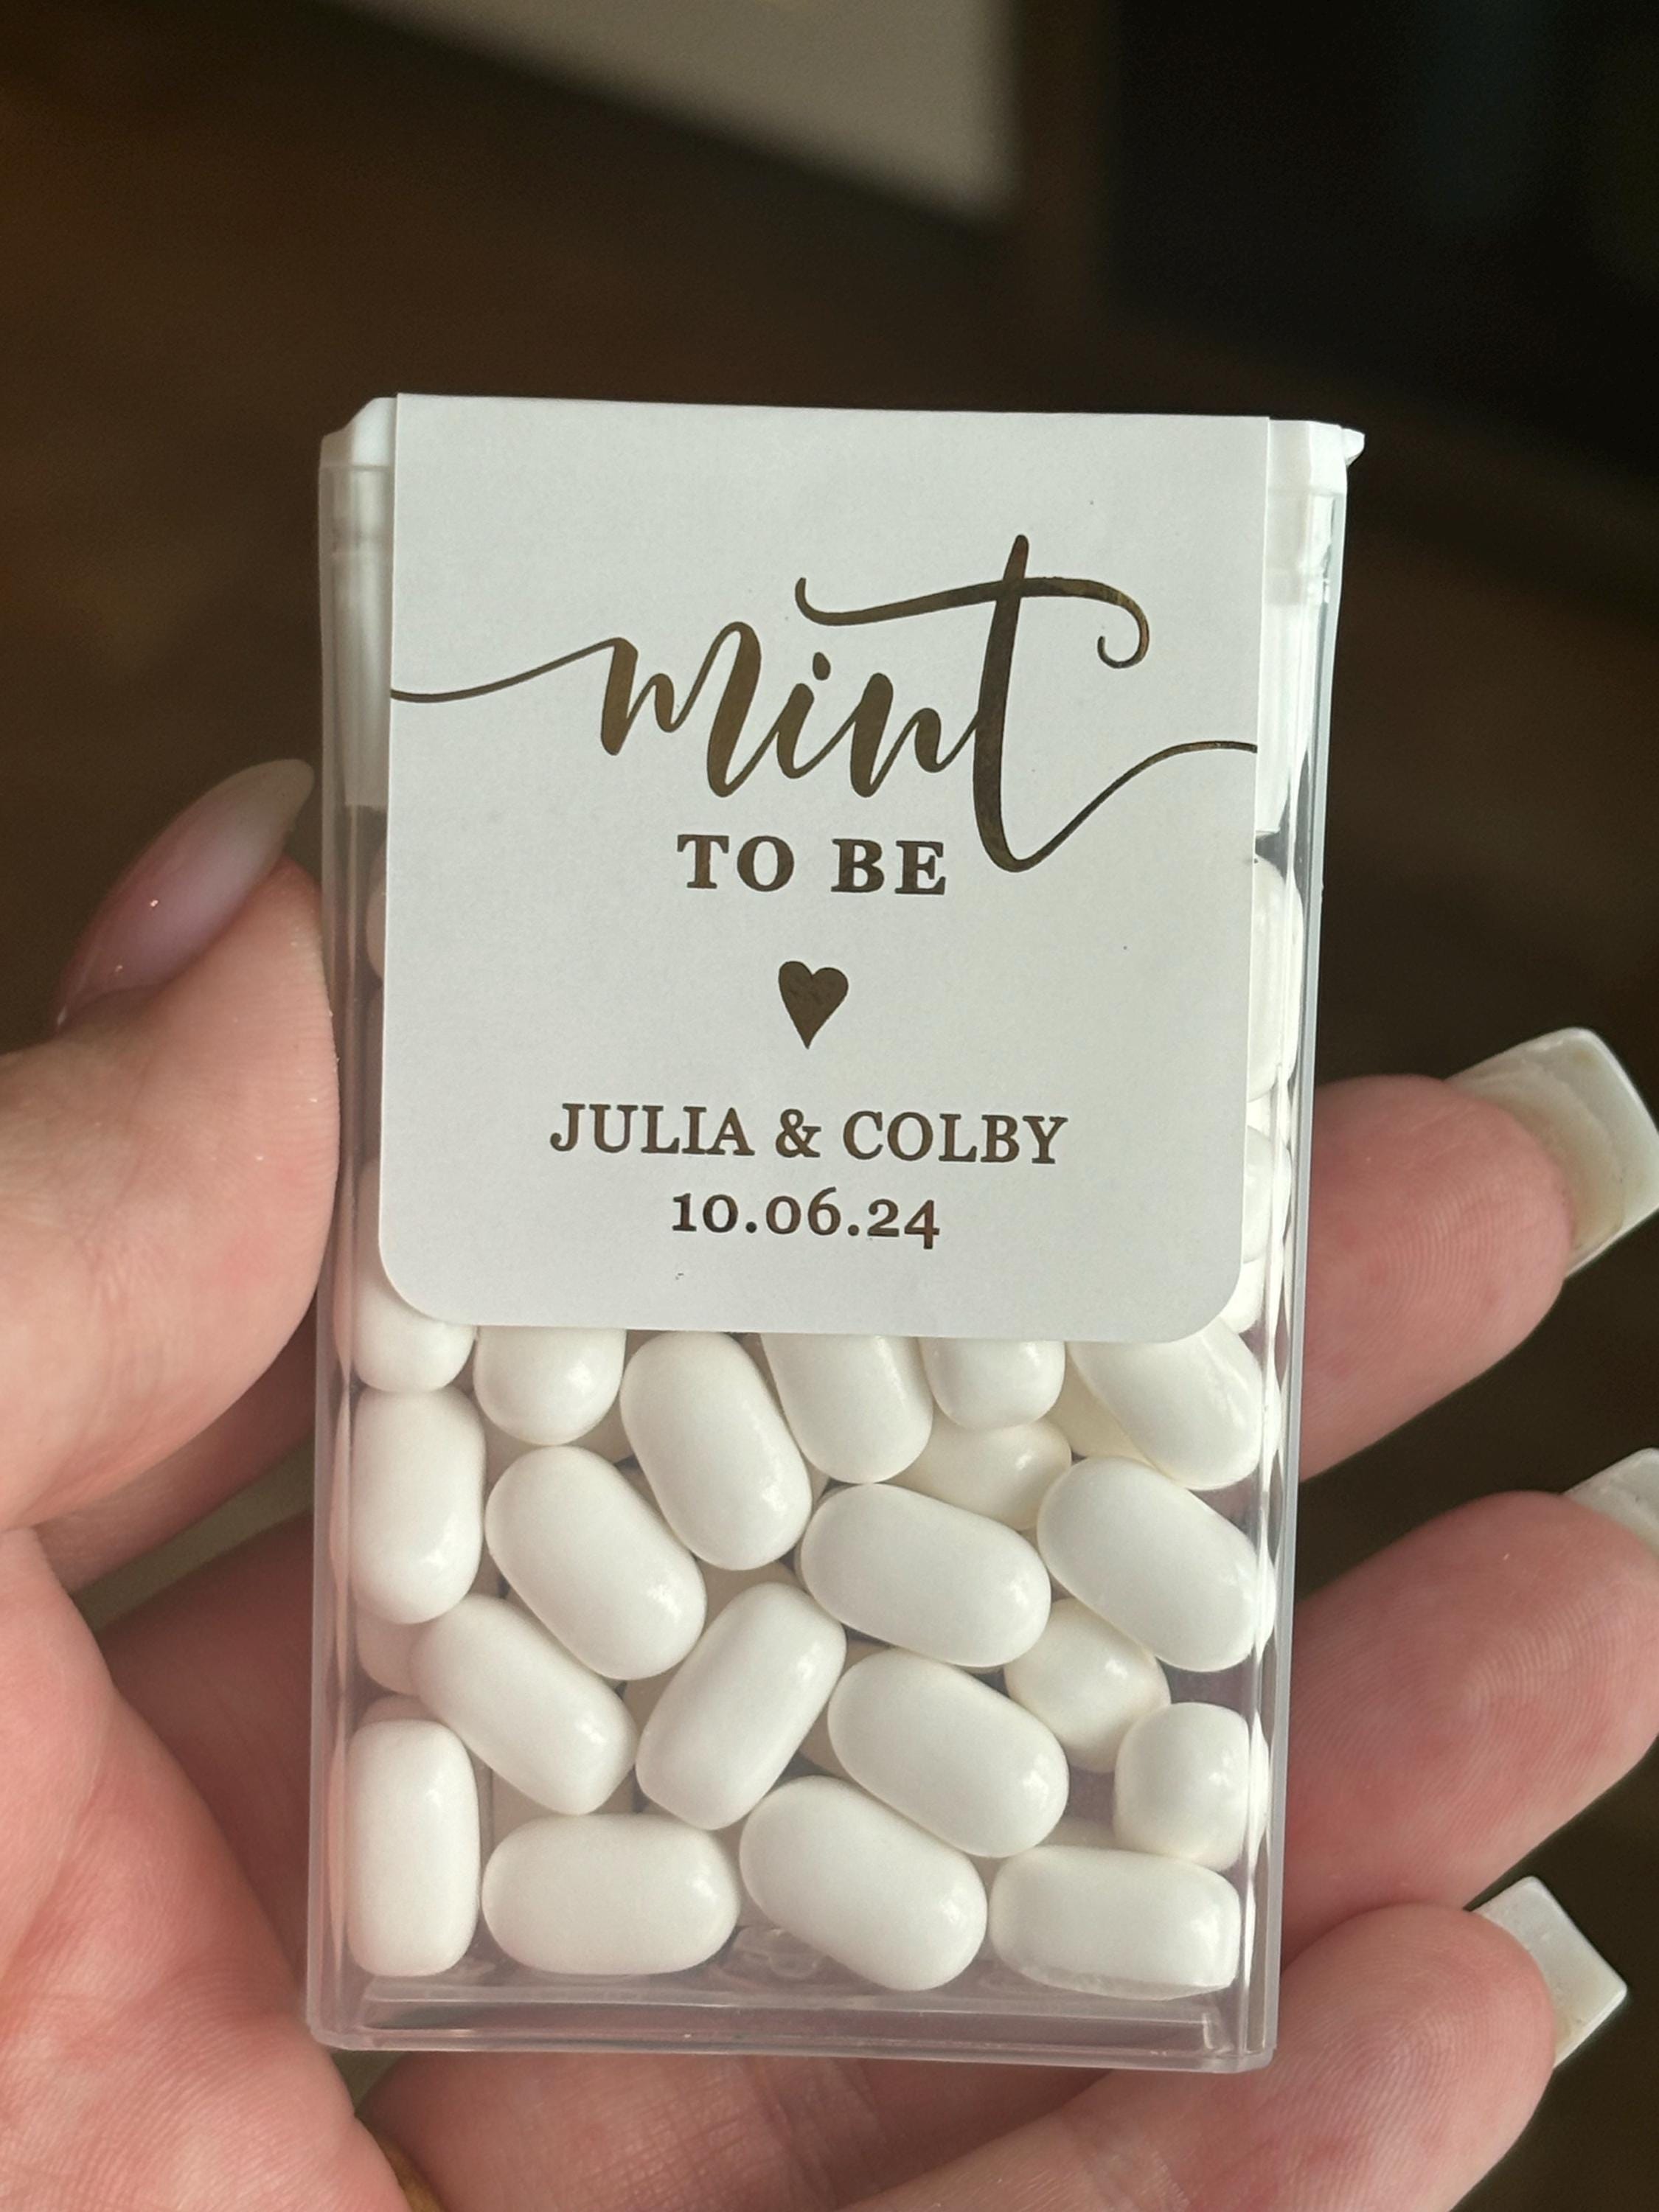 mint
TO BE
JULIA & COLBY
10.06.24